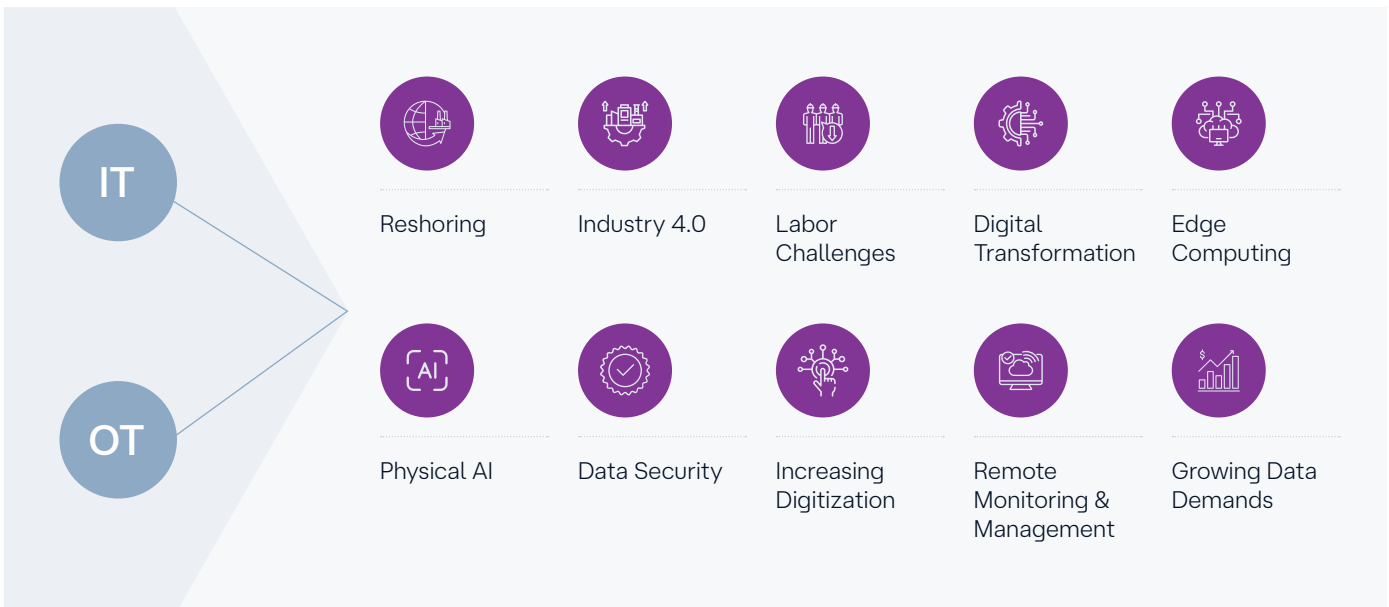 IT
OT
Reshoring
Industry 4.0
Labor
Challenges
Digital
Transformation
Edge
Computing
AI
Physical AI
Data Security
Increasing
Digitization
Remote
Monitoring &
Management
$
Growing Data
Demands